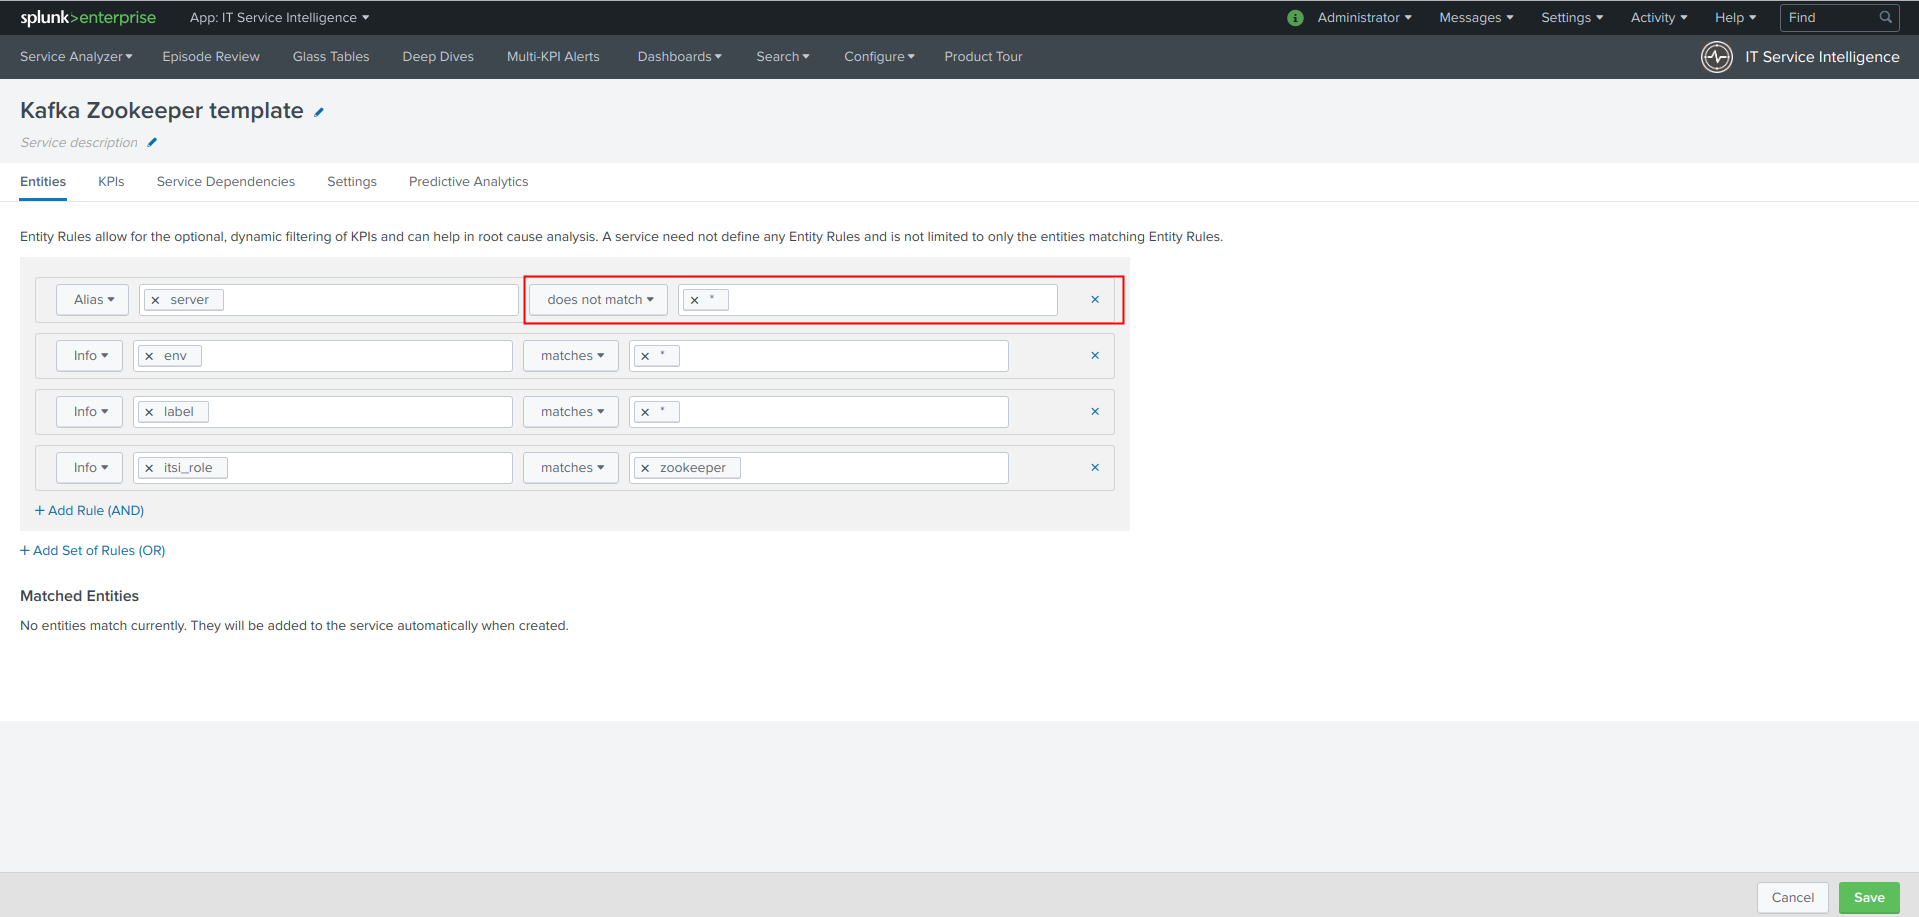 splunk>enterprise App: IT Service Intelligence ▾ i Administrator ▾ Messages ▾ Settings ▾ Activity ▾ Help ▾ Find
Service Analyzer ▾ Episode Review Glass Tables Deep Dives Multi-KPI Alerts Dashboards ▾ Search ▾ Configure ▾ Product Tour IT Service Intelligence
Kafka Zookeeper template
Service description
Entities KPIs Service Dependencies Settings Predictive Analytics
Entity Rules allow for the optional, dynamic filtering of KPIs and can help in root cause analysis. A service need not define any Entity Rules and is not limited to only the entities matching Entity Rules.
Alias ▾ × server does not match ▾ × * ×
Info ▾ × env matches ▾ × * ×
Info ▾ × label matches ▾ × * ×
Info ▾ × itsi_role matches ▾ × zookeeper ×
+ Add Rule (AND)
+ Add Set of Rules (OR)
Matched Entities
No entities match currently. They will be added to the service automatically when created.
Cancel Save